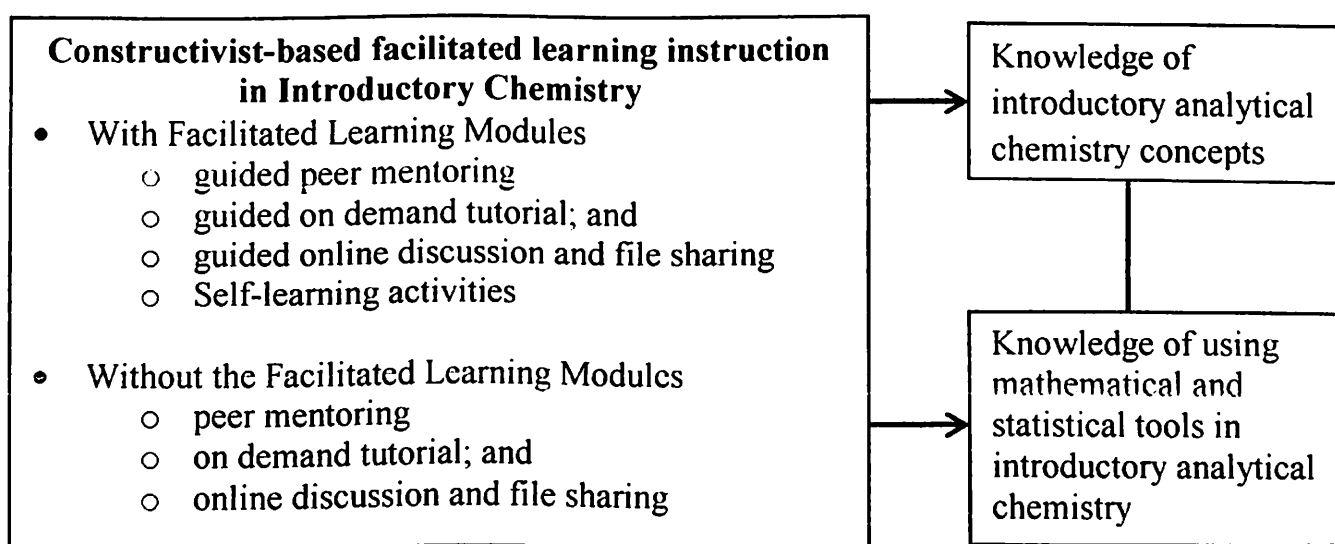 Constructivist-based facilitated learning instruction
in Introductory Chemistry
• With Facilitated Learning Modules
o guided peer mentoring
o guided on demand tutorial; and
o guided online discussion and file sharing
o Self-learning activities
• Without the Facilitated Learning Modules
o peer mentoring
o on demand tutorial; and
o online discussion and file sharing
Knowledge of
introductory analytical
chemistry concepts
Knowledge of using
mathematical and
statistical tools in
introductory analytical
chemistry